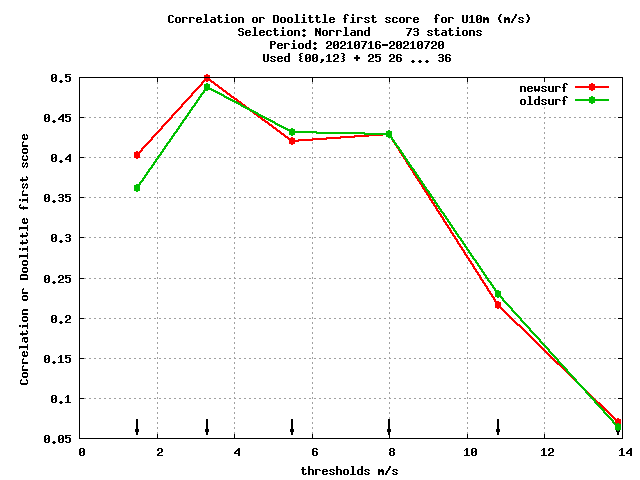 Correlation or Doolittle first score  for U10m (m/s)
Selection: Norrland     73 stations
Period: 20210716-20210720
Used {00,12} + 25 26 ... 36
newsurf
oldsurf
0.5
0.45
0.4
0.35
0.3
0.25
0.2
0.15
0.1
0.05
Correlation or Doolittle first score
0 2 4 6 8 10 12 14
thresholds m/s